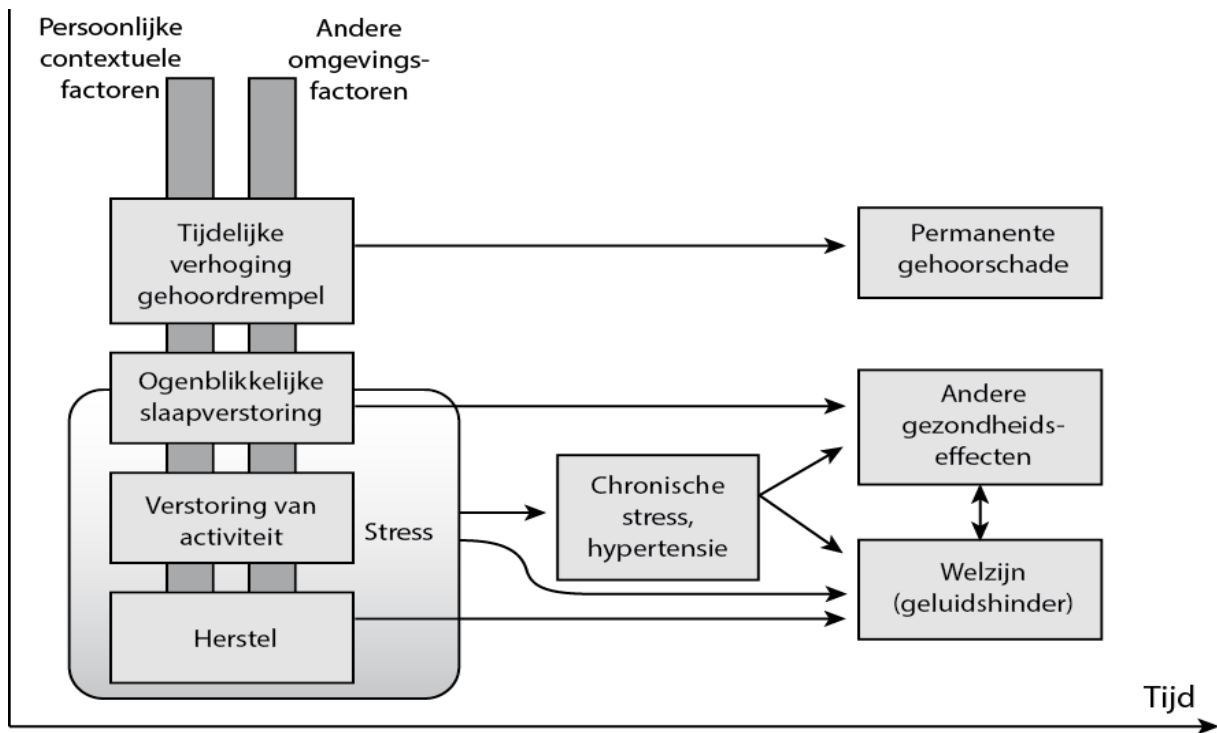 Persoonlijke
contextuele
factoren
Andere
omgevings-
factoren
Tijdelijke
verhoging
gehoordrempel
Permanente
gehoorschade
Ogenblikkelijke
slaapverstoring
Andere
gezondheids-
effecten
Verstoring van
activiteit
Stress
Chronische
stress,
hypertensie
Welzijn
(geluidshinder)
Herstel
Tijd